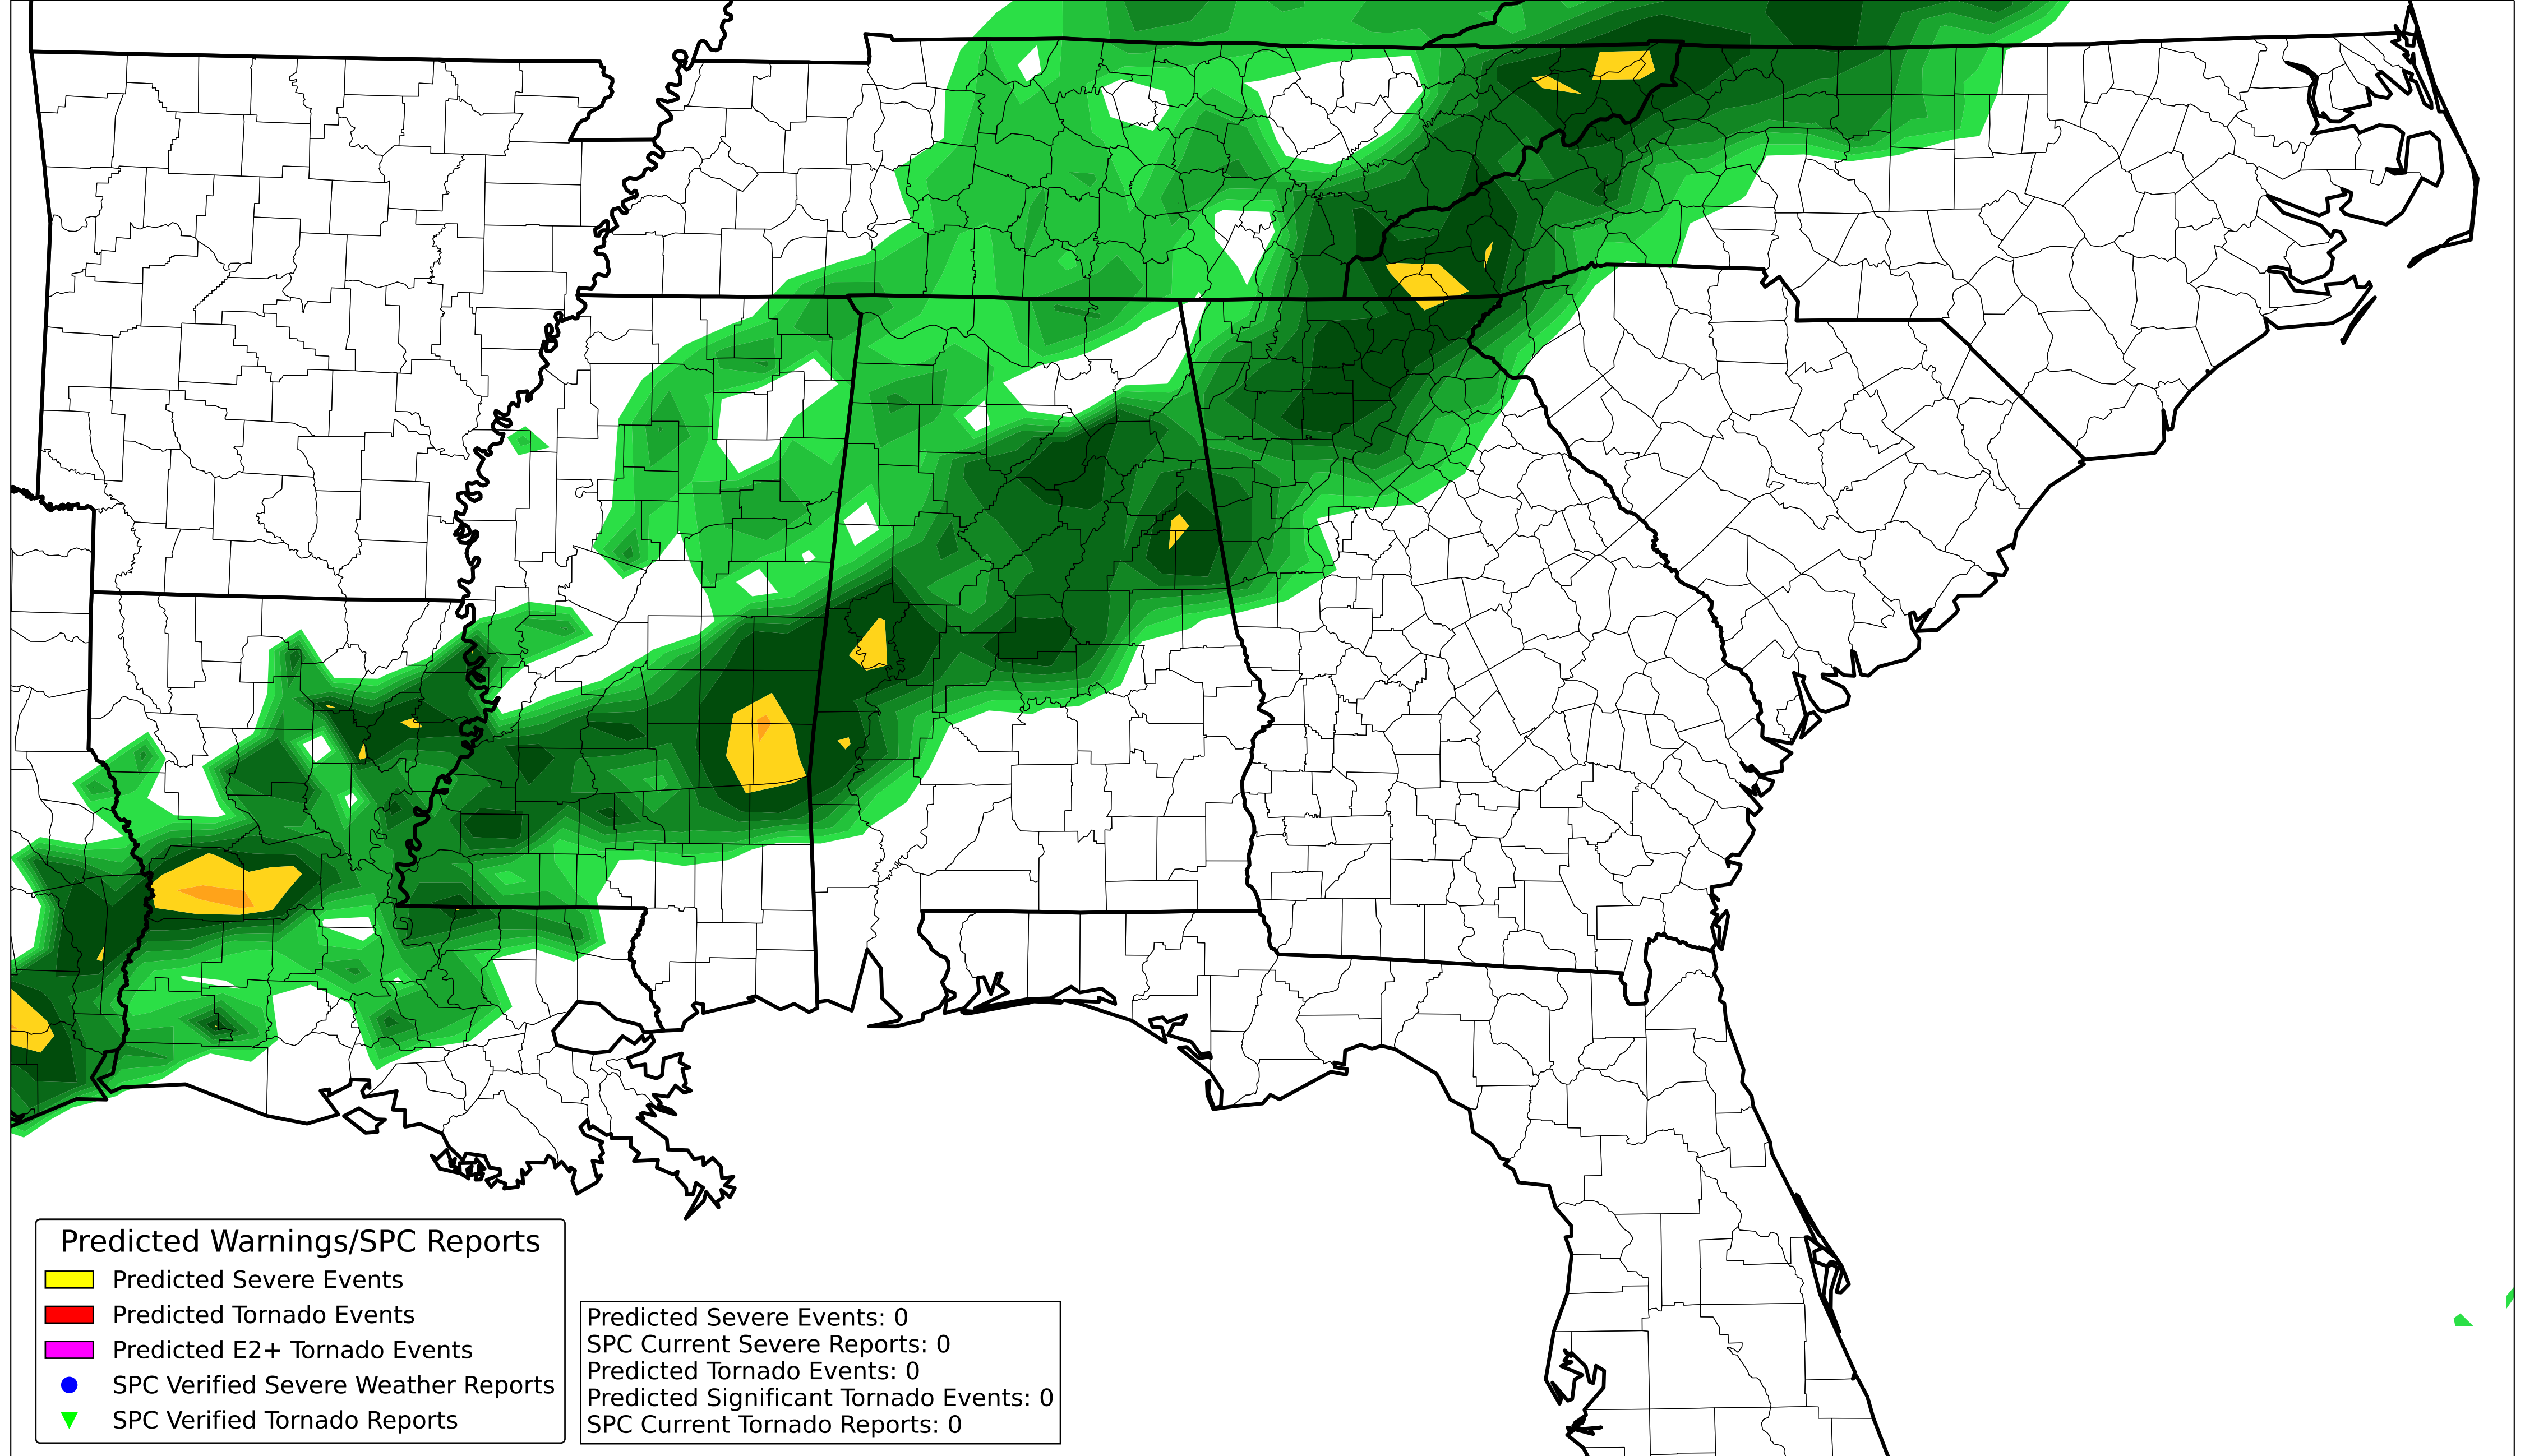 Predicted Warnings/SPC Reports
Predicted Severe Events
Predicted Tornado Events
Predicted E2+ Tornado Events
SPC Verified Severe Weather Reports
SPC Verified Tornado Reports
Predicted Severe Events: 0
SPC Current Severe Reports: 0
Predicted Tornado Events: 0
Predicted Significant Tornado Events: 0
SPC Current Tornado Reports: 0